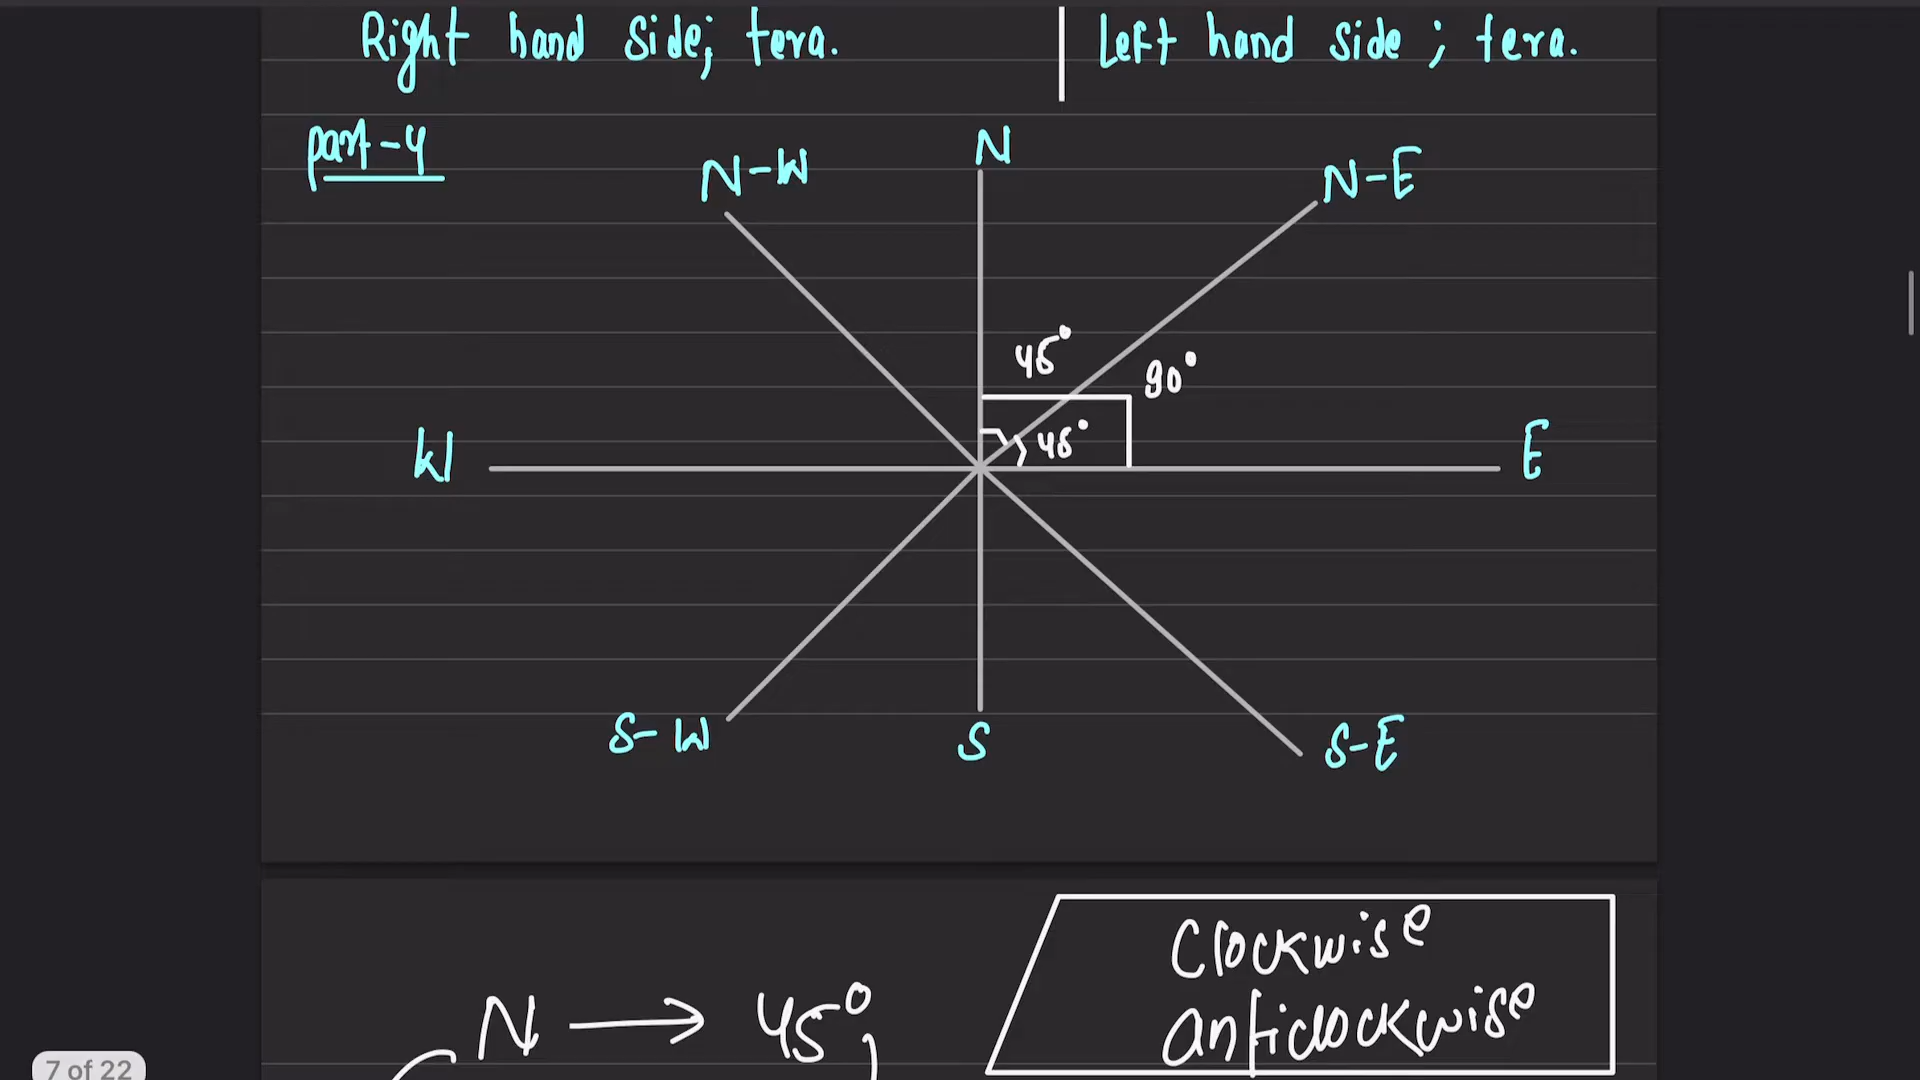 Right hand side; tera.
Left hand side ; tera.
part-4
N-W
N
N-E
45°
90°
45°
W
E
S-W
S
S-E
Clockwise
N → 45°
anticlockwise
7 of 22